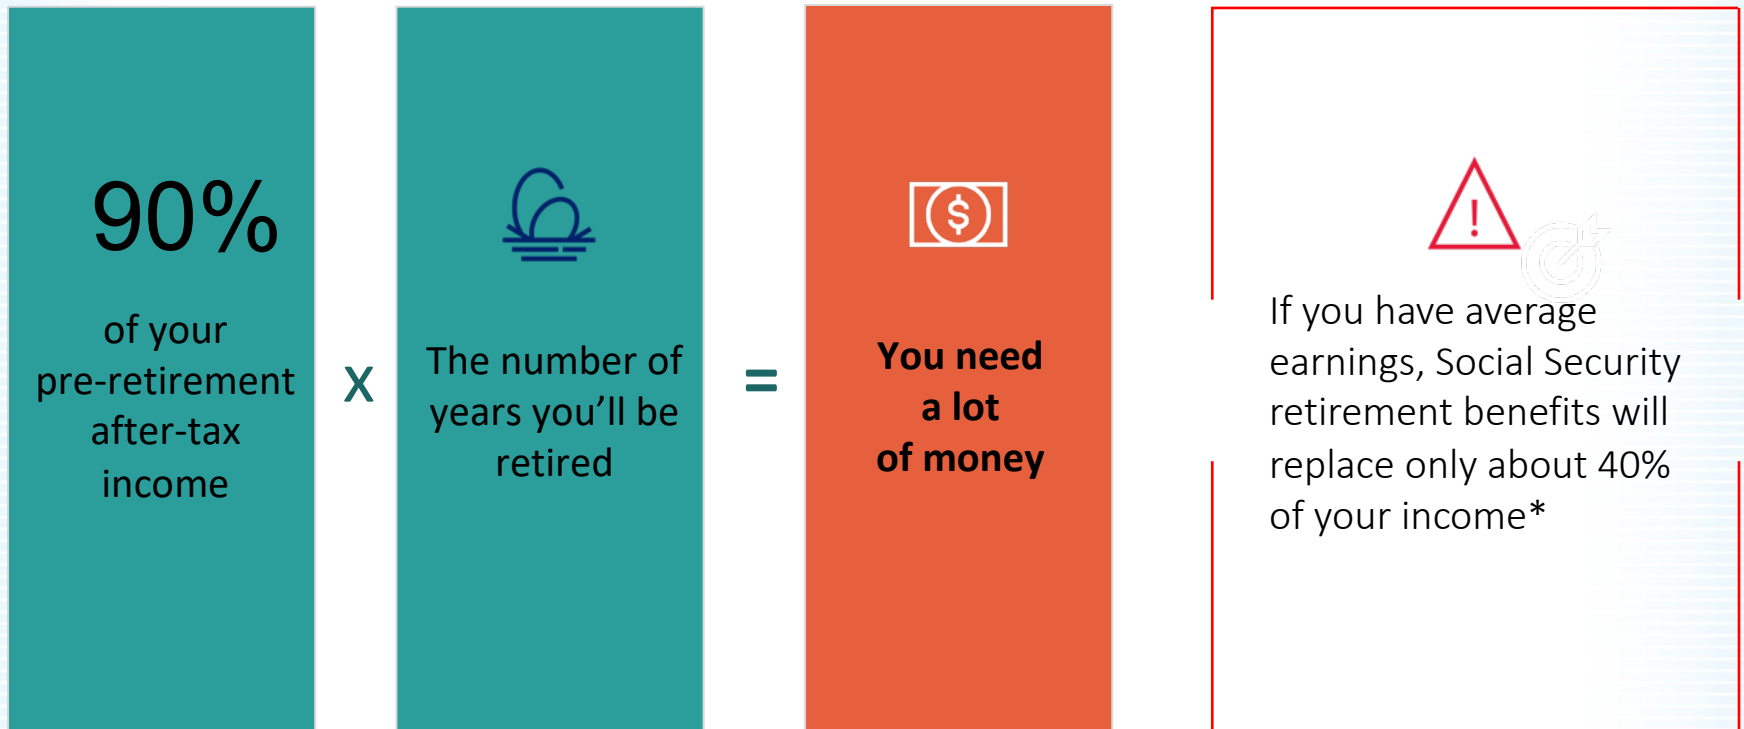 90%
of your
pre-retirement
after-tax
income
x
The number of
years you’ll be
retired
=
$
You need
a lot
of money
!
If you have average
earnings, Social Security
retirement benefits will
replace only about 40%
of your income*